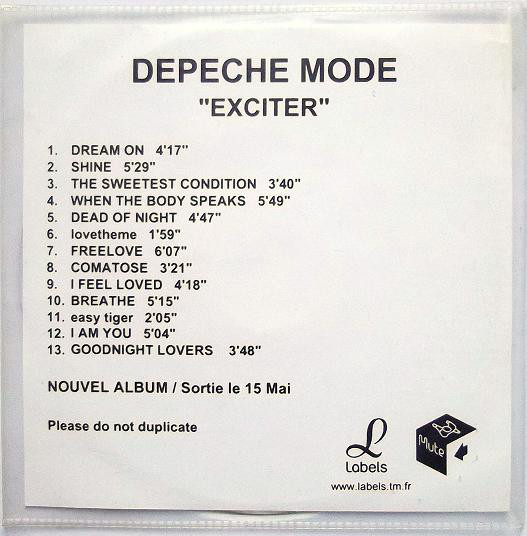 DEPECHE MODE
"EXCITER"
1. DREAM ON 4'17"
2. SHINE 5'29"
3. THE SWEETEST CONDITION 3'40"
4. WHEN THE BODY SPEAKS 5'49"
5. DEAD OF NIGHT 4'47"
6. lovetheme 1'59"
7. FREELOVE 6'07"
8. COMATOSE 3'21"
9. I FEEL LOVED 4'18"
10. BREATHE 5'15"
11. easy tiger 2'05"
12. I AM YOU 5'04"
13. GOODNIGHT LOVERS 3'48"
NOUVEL ALBUM / Sortie le 15 Mai
Please do not duplicate
L
Labels
Mute
www.labels.tm.fr